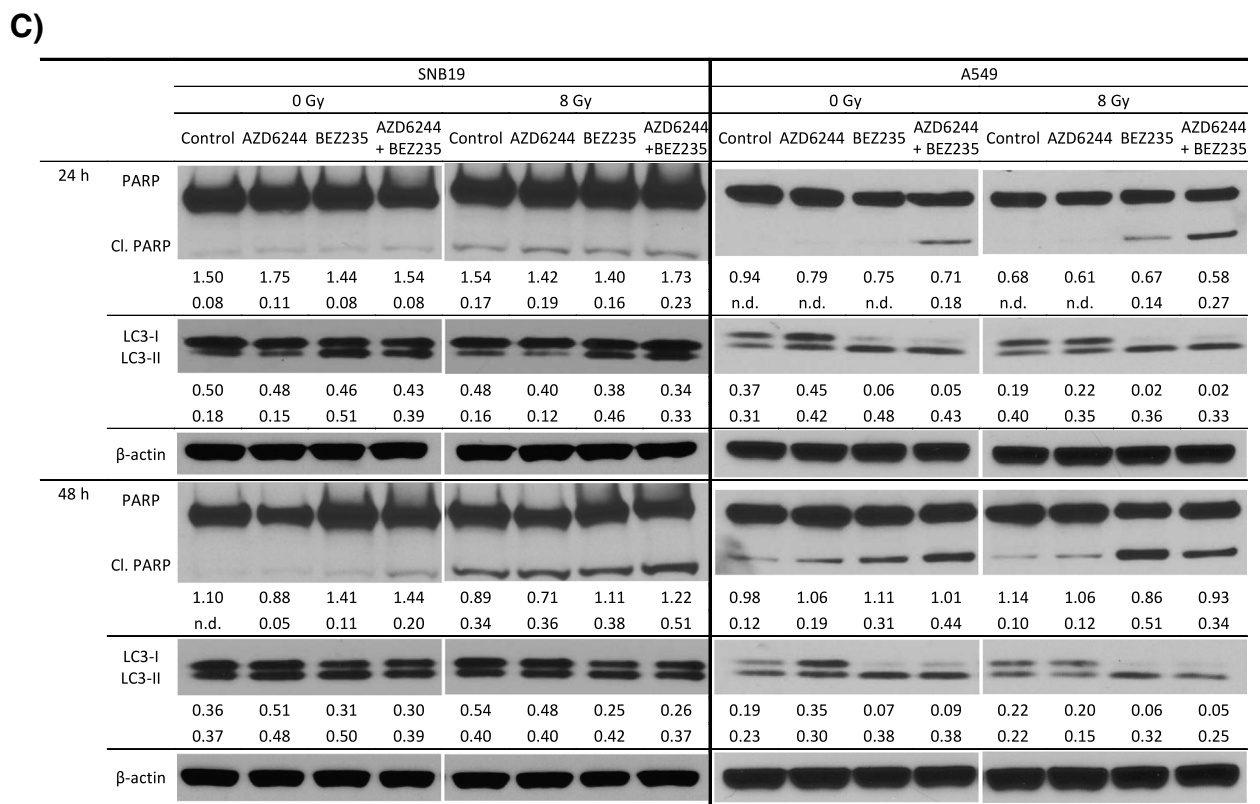 C)
SNB19 A549
0 Gy 8 Gy 0 Gy 8 Gy
Control AZD6244 BEZ235 AZD6244 + BEZ235 Control AZD6244 BEZ235 AZD6244 +BEZ235 Control AZD6244 BEZ235 AZD6244 + BEZ235 Control AZD6244 BEZ235 AZD6244 + BEZ235
24 h PARP
Cl. PARP
1.50 1.75 1.44 1.54 1.54 1.42 1.40 1.73 0.94 0.79 0.75 0.71 0.68 0.61 0.67 0.58
0.08 0.11 0.08 0.08 0.17 0.19 0.16 0.23 n.d. n.d. n.d. 0.18 n.d. n.d. 0.14 0.27
LC3-I
LC3-II
0.50 0.48 0.46 0.43 0.48 0.40 0.38 0.34 0.37 0.45 0.06 0.05 0.19 0.22 0.02 0.02
0.18 0.15 0.51 0.39 0.16 0.12 0.46 0.33 0.31 0.42 0.48 0.43 0.40 0.35 0.36 0.33
β-actin
48 h PARP
Cl. PARP
1.10 0.88 1.41 1.44 0.89 0.71 1.11 1.22 0.98 1.06 1.11 1.01 1.14 1.06 0.86 0.93
n.d. 0.05 0.11 0.20 0.34 0.36 0.38 0.51 0.12 0.19 0.31 0.44 0.10 0.12 0.51 0.34
LC3-I
LC3-II
0.36 0.51 0.31 0.30 0.54 0.48 0.25 0.26 0.19 0.35 0.07 0.09 0.22 0.20 0.06 0.05
0.37 0.48 0.50 0.39 0.40 0.40 0.42 0.37 0.23 0.30 0.38 0.38 0.22 0.15 0.32 0.25
β-actin